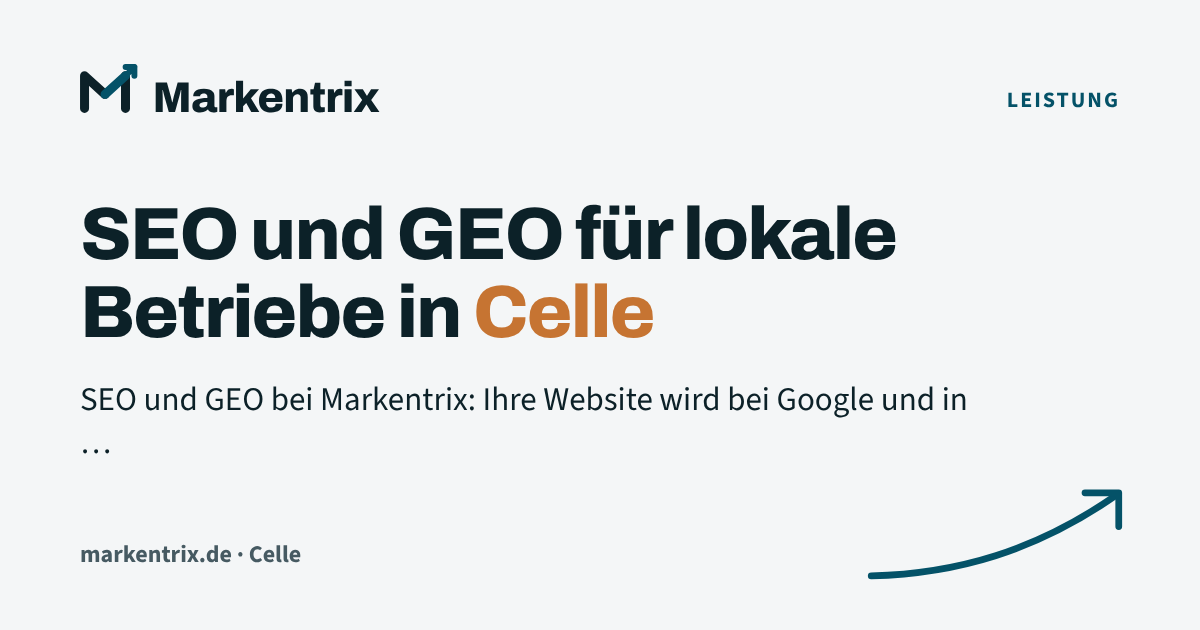 Markentrix
LEISTUNG
SEO und GEO für lokale
Betriebe in Celle
SEO und GEO bei Markentrix: Ihre Website wird bei Google und in
…
markentrix.de · Celle